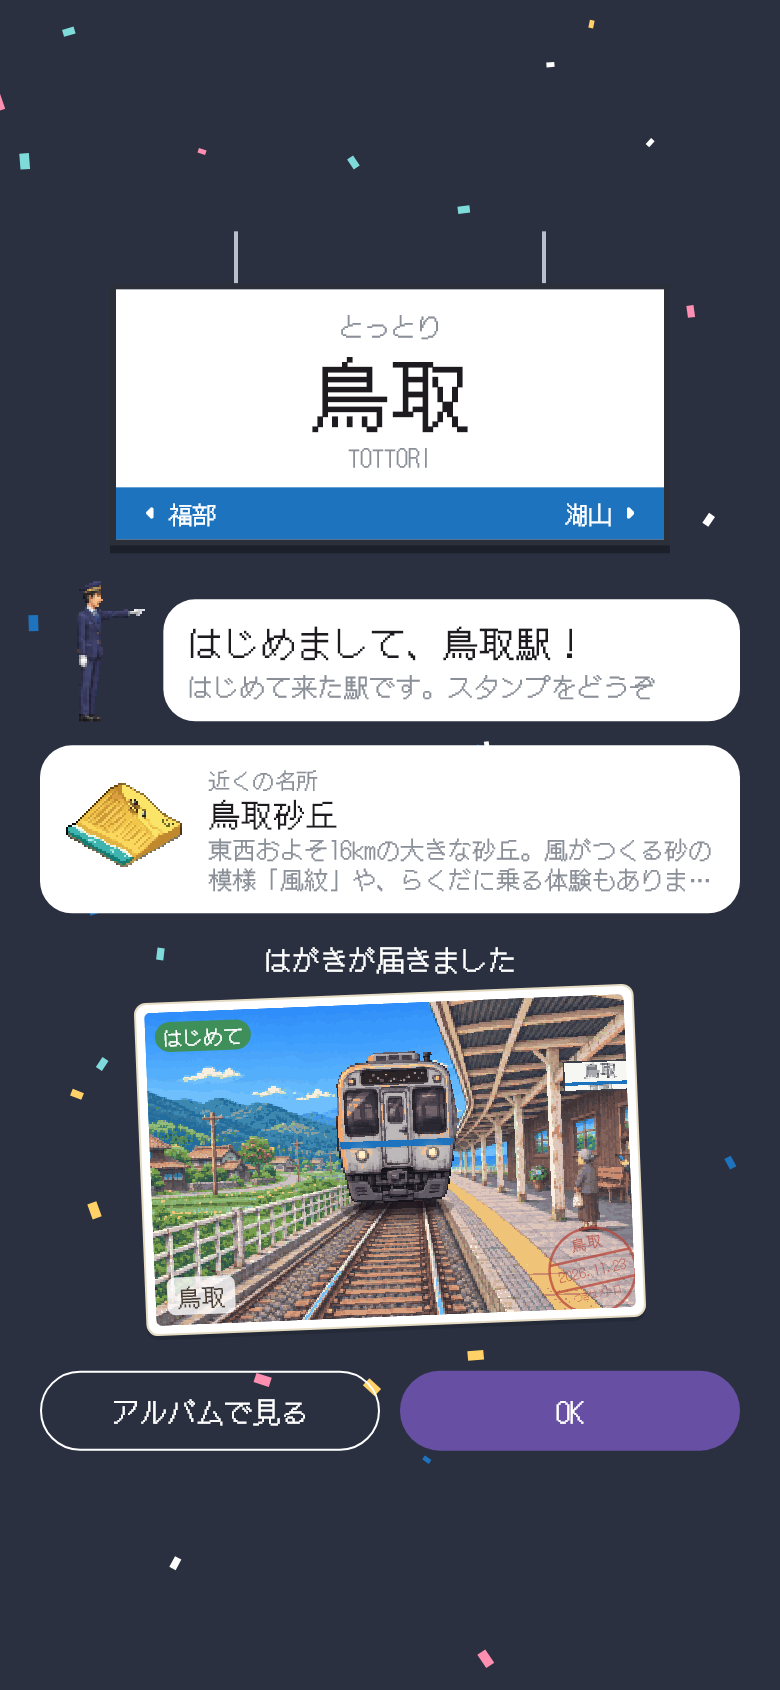 とっとり
鳥取
TOTTORI
福部
湖山
はじめまして、鳥取駅！
はじめて来た駅です。スタンプをどうぞ
近くの名所
鳥取砂丘
東西およそ16kmの大きな砂丘。風がつくる砂の
模様「風紋」や、らくだに乗る体験もありま…
はがきが届きました
はじめて
鳥取
鳥取
2026.11.23
鳥取
アルバムで見る
OK